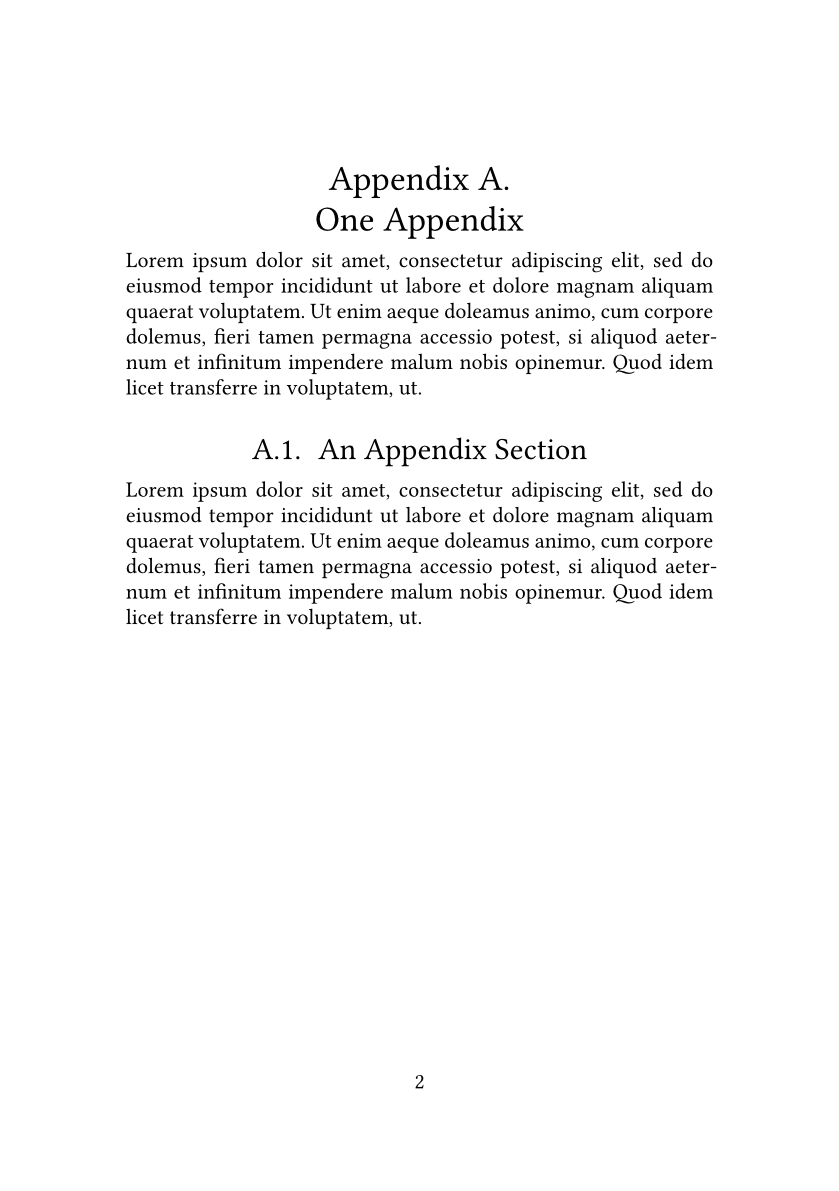 Appendix A.
One Appendix
Lorem ipsum dolor sit amet, consectetur adipiscing elit, sed do
eiusmod tempor incididunt ut labore et dolore magnam aliquam
quaerat voluptatem. Ut enim aeque doleamus animo, cum corpore
dolemus, fieri tamen permagna accessio potest, si aliquod aeter-
num et infinitum impendere malum nobis opinemur. Quod idem
licet transferre in voluptatem, ut.
A.1. An Appendix Section
Lorem ipsum dolor sit amet, consectetur adipiscing elit, sed do
eiusmod tempor incididunt ut labore et dolore magnam aliquam
quaerat voluptatem. Ut enim aeque doleamus animo, cum corpore
dolemus, fieri tamen permagna accessio potest, si aliquod aeter-
num et infinitum impendere malum nobis opinemur. Quod idem
licet transferre in voluptatem, ut.
2